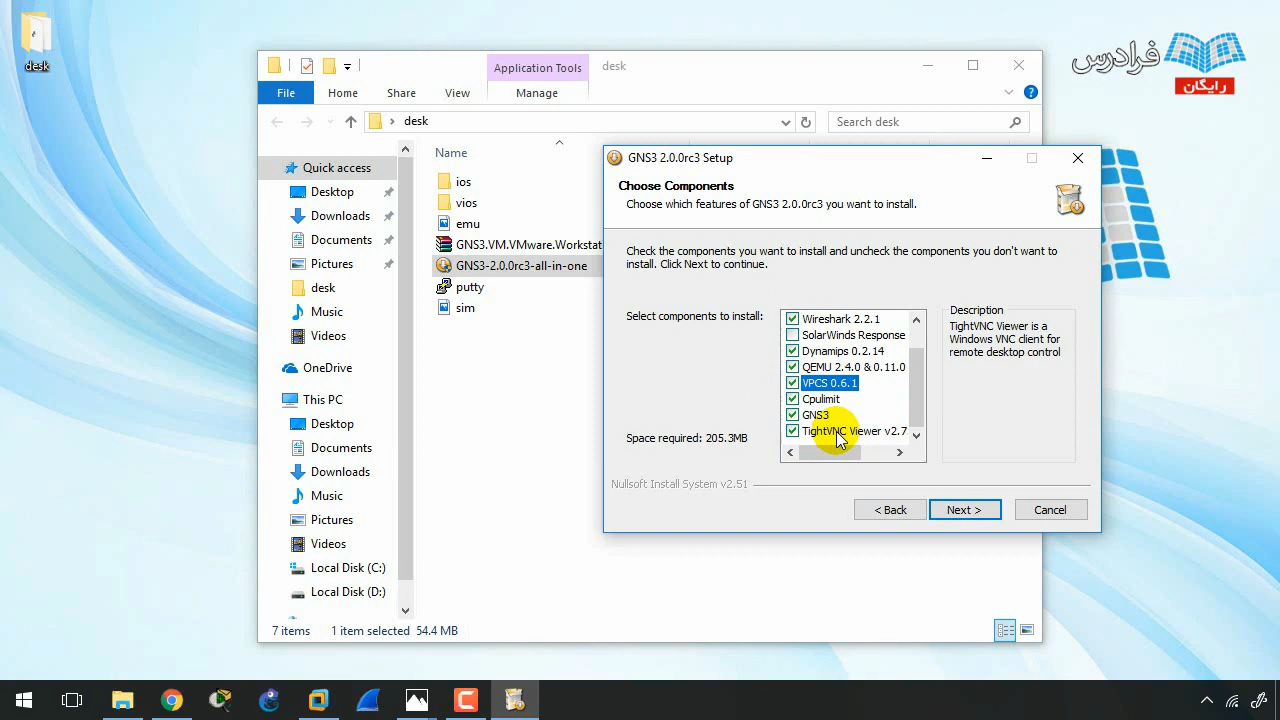 desk
Application Tools
desk
File
Home
Share
View
Manage
desk
Search desk
فرادرس
رایگان
Quick access
Desktop
Downloads
Documents
Pictures
desk
Music
Videos
OneDrive
This PC
Desktop
Documents
Downloads
Music
Pictures
Videos
Local Disk (C:)
Local Disk (D:)
Name
ios
vios
emu
GNS3.VM.VMware.Workstat
GNS3-2.0.0rc3-all-in-one
putty
sim
7 items
1 item selected 54.4 MB
GNS3 2.0.0rc3 Setup
Choose Components
Choose which features of GNS3 2.0.0rc3 you want to install.
Check the components you want to install and uncheck the components you don't want to
install. Click Next to continue.
Select components to install:
Wireshark 2.2.1
SolarWinds Response
Dynamips 0.2.14
QEMU 2.4.0 & 0.11.0
VPCS 0.6.1
Cpulimit
GNS3
TightVNC Viewer v2.7
Space required: 205.3MB
Description
TightVNC Viewer is a
Windows VNC client for
remote desktop control
Nullsoft Install System v2.51
< Back
Next >
Cancel